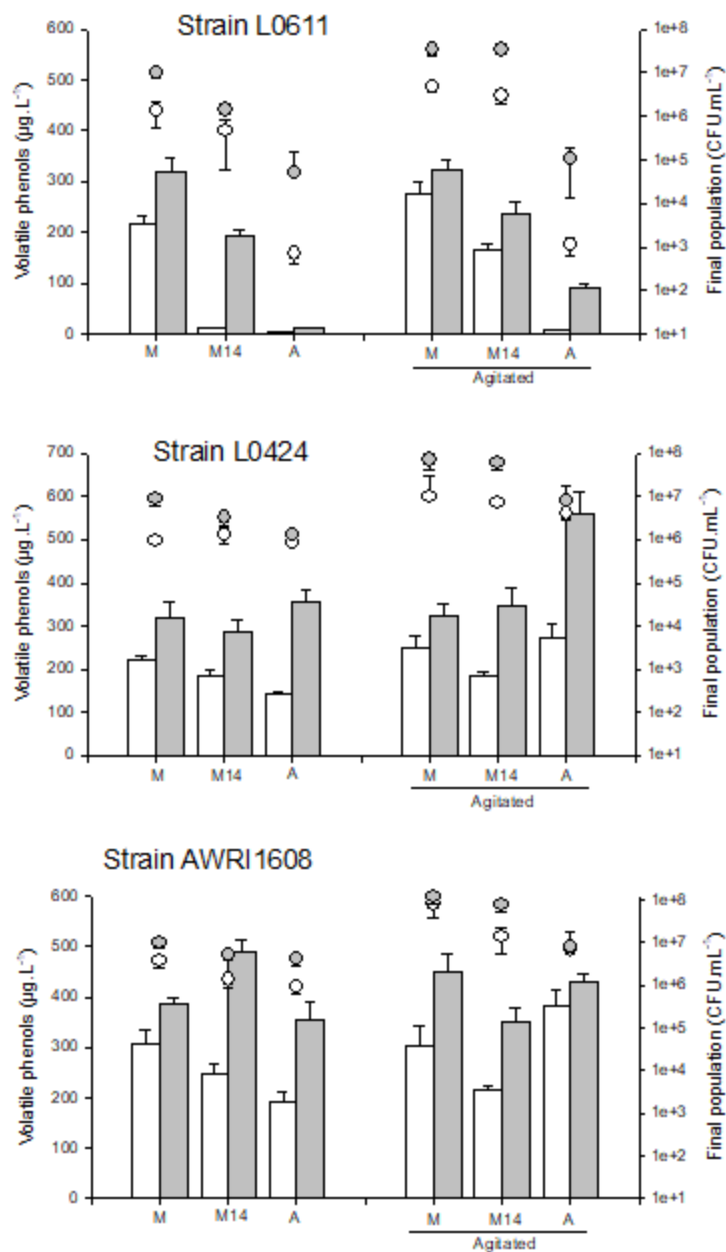 Strain L0611
600
500
400
300
200
100
0
Volatile phenols (µg.L⁻¹)
1e+8
1e+7
1e+6
1e+5
1e+4
1e+3
1e+2
1e+1
Final population (CFU.mL⁻¹)
M M14 A M M14 A
Agitated
Strain L0424
700
600
500
400
300
200
100
0
Volatile phenols (µg.L⁻¹)
1e+8
1e+7
1e+6
1e+5
1e+4
1e+3
1e+2
1e+1
Final population (CFU.mL⁻¹)
M M14 A M M14 A
Agitated
Strain AWRI1608
600
500
400
300
200
100
0
Volatile phenols (µg.L⁻¹)
1e+8
1e+7
1e+6
1e+5
1e+4
1e+3
1e+2
1e+1
Final population (CFU.mL⁻¹)
M M14 A M M14 A
Agitated